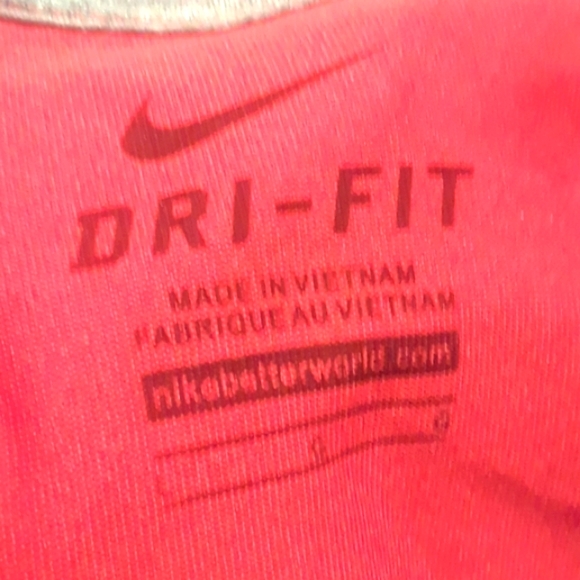 DRI-FIT
MADE IN VIETNAM
FABRIQUE AU VIETNAM
nikebetterworld.com